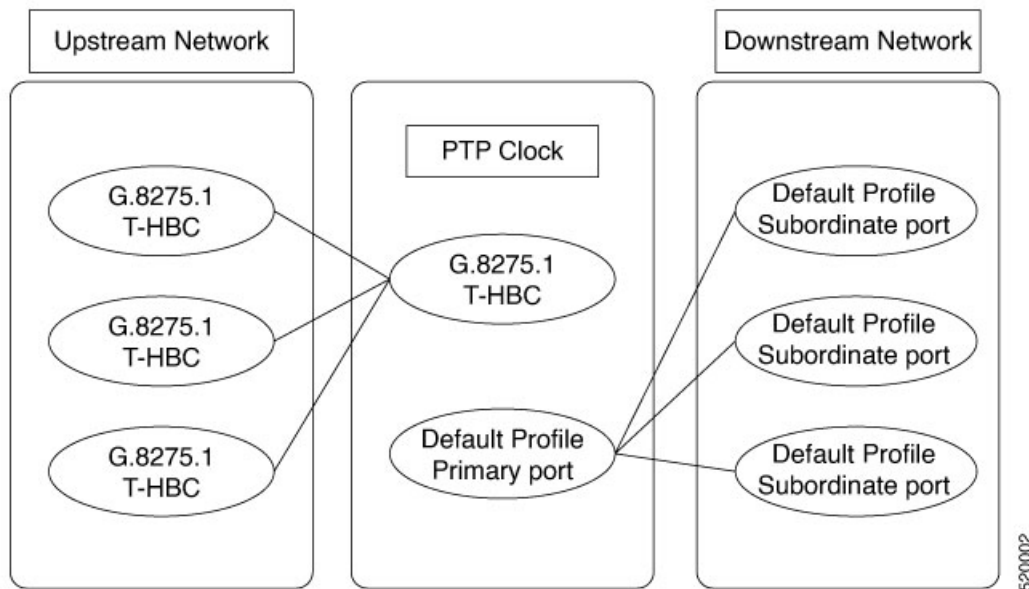 Upstream Network
Downstream Network
PTP Clock
G.8275.1
T-HBC
G.8275.1
T-HBC
G.8275.1
T-HBC
G.8275.1
T-HBC
Default Profile
Primary port
Default Profile
Subordinate port
Default Profile
Subordinate port
Default Profile
Subordinate port
520002